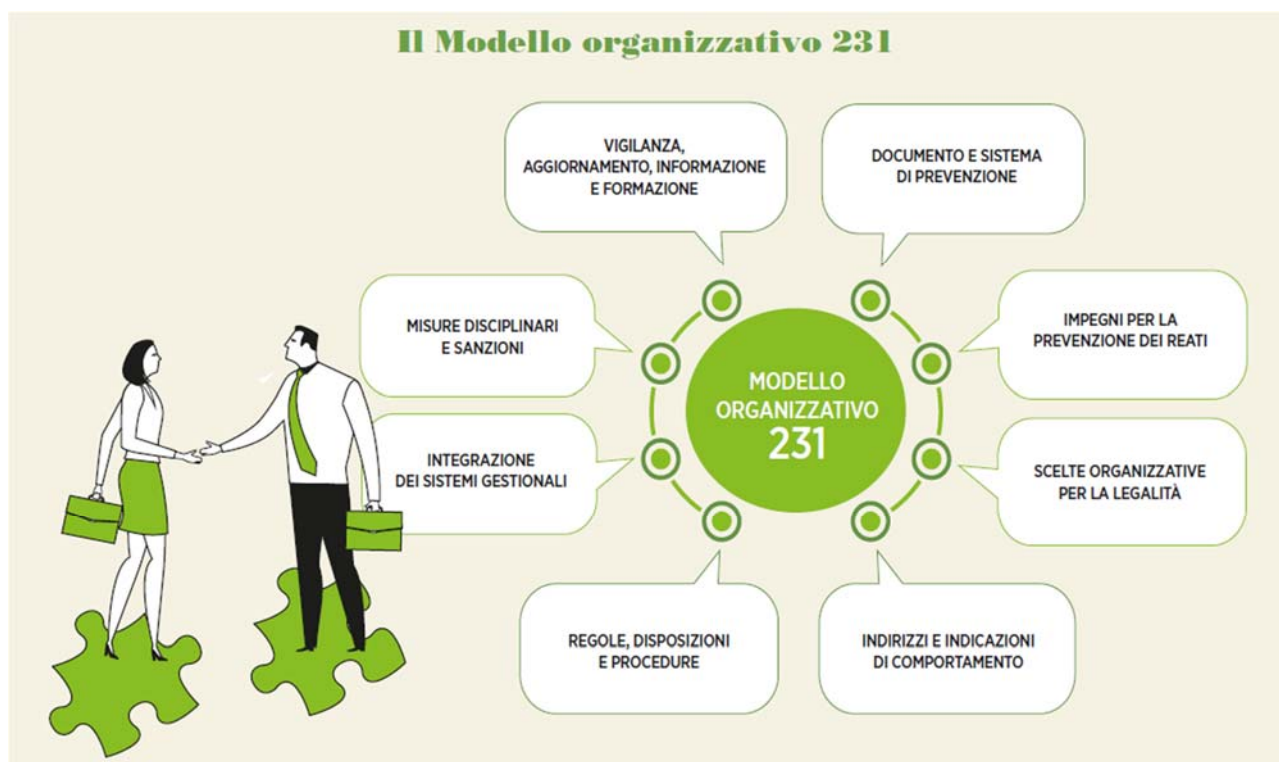 Il Modello organizzativo 231
VIGILANZA,
AGGIORNAMENTO, INFORMAZIONE
E FORMAZIONE
DOCUMENTO E SISTEMA
DI PREVENZIONE
MISURE DISCIPLINARI
E SANZIONI
IMPEGNI PER LA
PREVENZIONE DEI REATI
MODELLO
ORGANIZZATIVO
231
INTEGRAZIONE
DEI SISTEMI GESTIONALI
SCELTE ORGANIZZATIVE
PER LA LEGALITÀ
REGOLE, DISPOSIZIONI
E PROCEDURE
INDIRIZZI E INDICAZIONI
DI COMPORTAMENTO